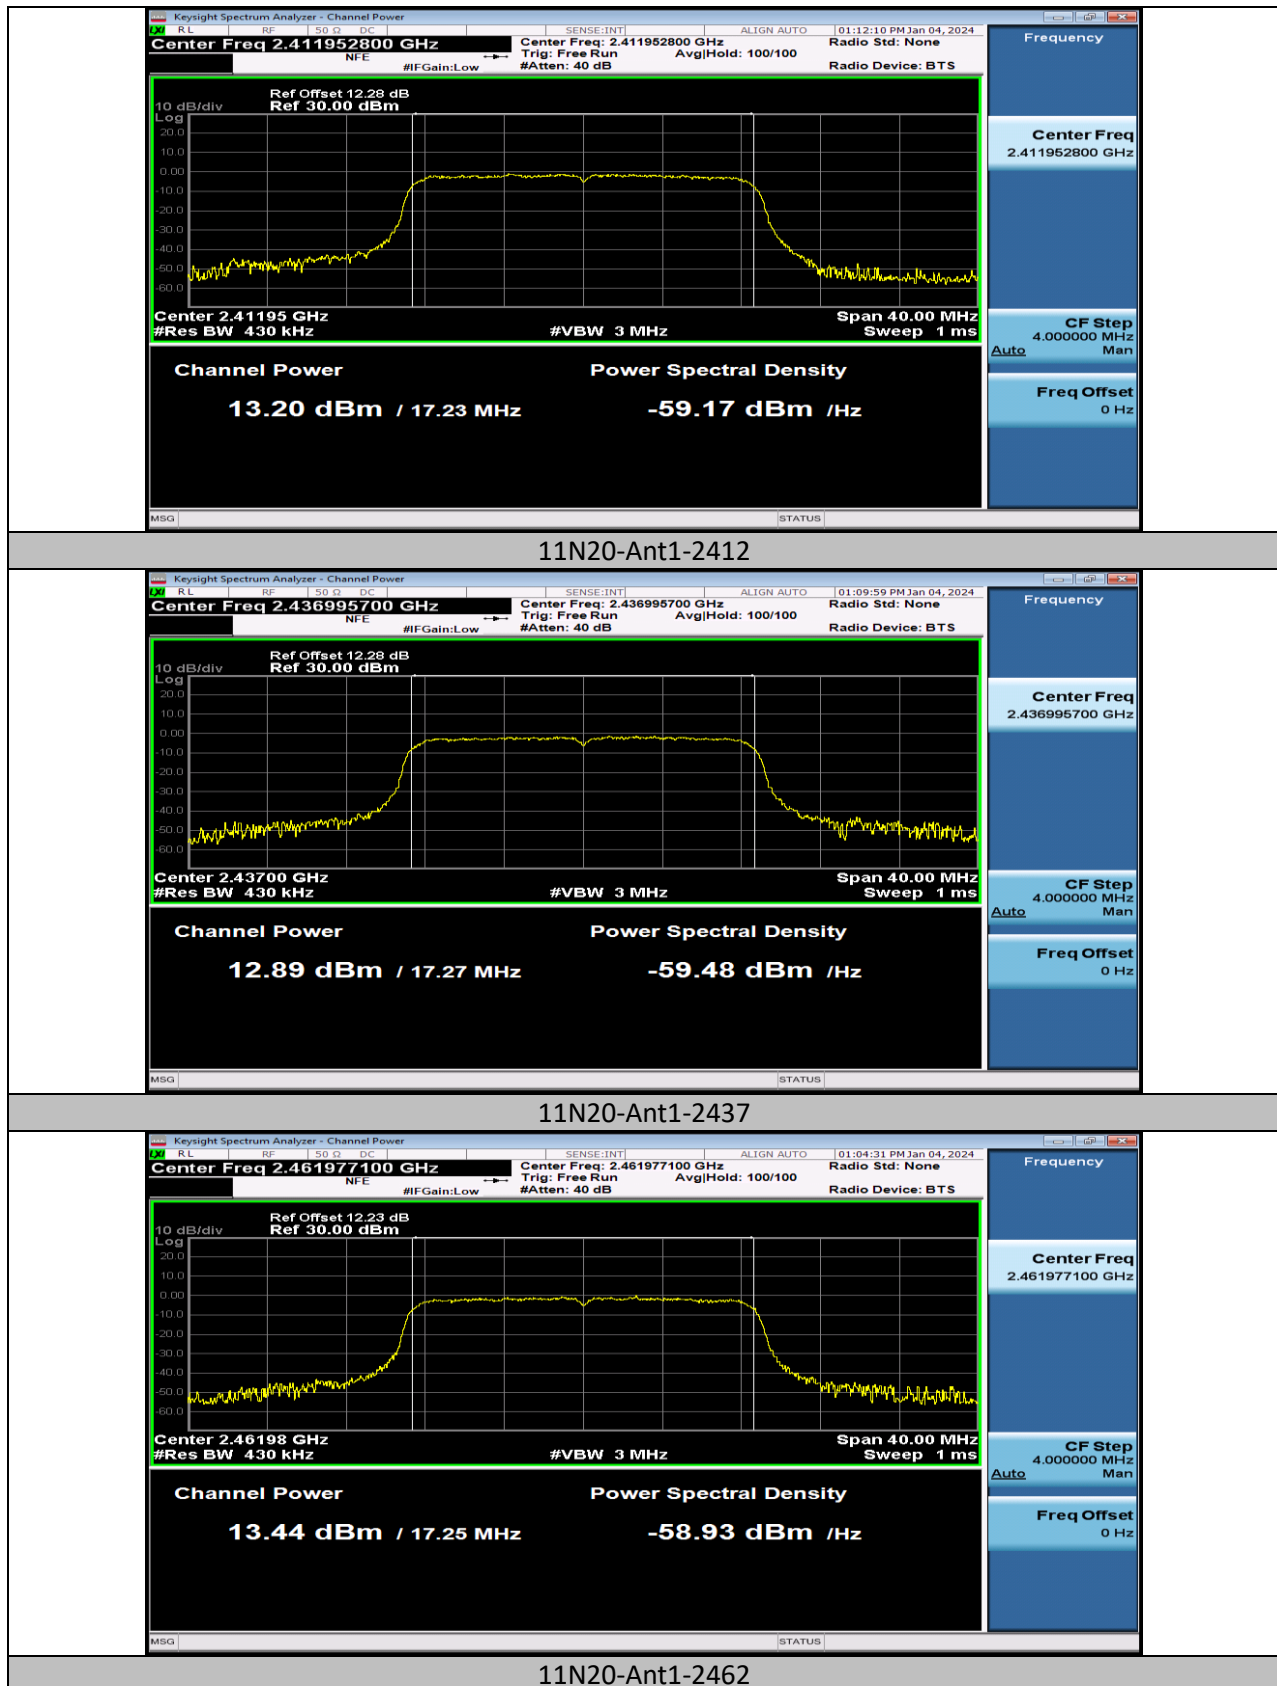 Keysight Spectrum Analyzer - Channel Power
LXI RL RF 50 Ω DC SENSE:INT ALIGN AUTO 01:12:10 PM Jan 04, 2024
Center Freq 2.411952800 GHz Center Freq: 2.411952800 GHz Radio Std: None Frequency
NFE Trig: Free Run Avg|Hold: 100/100
#IFGain:Low #Atten: 40 dB Radio Device: BTS
Ref Offset 12.28 dB
10 dB/div Ref 30.00 dBm
Log
20.0
10.0
0.00
-10.0
-20.0
-30.0
-40.0
-50.0
-60.0
Center 2.41195 GHz Span 40.00 MHz
#Res BW 430 kHz #VBW 3 MHz Sweep 1 ms
Channel Power Power Spectral Density
13.20 dBm / 17.23 MHz -59.17 dBm /Hz
Center Freq
2.411952800 GHz
CF Step
4.000000 MHz
Auto Man
Freq Offset
0 Hz
MSG STATUS
11N20-Ant1-2412
Keysight Spectrum Analyzer - Channel Power
LXI RL RF 50 Ω DC SENSE:INT ALIGN AUTO 01:09:59 PM Jan 04, 2024
Center Freq 2.436995700 GHz Center Freq: 2.436995700 GHz Radio Std: None Frequency
NFE Trig: Free Run Avg|Hold: 100/100
#IFGain:Low #Atten: 40 dB Radio Device: BTS
Ref Offset 12.28 dB
10 dB/div Ref 30.00 dBm
Log
20.0
10.0
0.00
-10.0
-20.0
-30.0
-40.0
-50.0
-60.0
Center 2.43700 GHz Span 40.00 MHz
#Res BW 430 kHz #VBW 3 MHz Sweep 1 ms
Channel Power Power Spectral Density
12.89 dBm / 17.27 MHz -59.48 dBm /Hz
Center Freq
2.436995700 GHz
CF Step
4.000000 MHz
Auto Man
Freq Offset
0 Hz
MSG STATUS
11N20-Ant1-2437
Keysight Spectrum Analyzer - Channel Power
LXI RL RF 50 Ω DC SENSE:INT ALIGN AUTO 01:04:31 PM Jan 04, 2024
Center Freq 2.461977100 GHz Center Freq: 2.461977100 GHz Radio Std: None Frequency
NFE Trig: Free Run Avg|Hold: 100/100
#IFGain:Low #Atten: 40 dB Radio Device: BTS
Ref Offset 12.23 dB
10 dB/div Ref 30.00 dBm
Log
20.0
10.0
0.00
-10.0
-20.0
-30.0
-40.0
-50.0
-60.0
Center 2.46198 GHz Span 40.00 MHz
#Res BW 430 kHz #VBW 3 MHz Sweep 1 ms
Channel Power Power Spectral Density
13.44 dBm / 17.25 MHz -58.93 dBm /Hz
Center Freq
2.461977100 GHz
CF Step
4.000000 MHz
Auto Man
Freq Offset
0 Hz
MSG STATUS
11N20-Ant1-2462